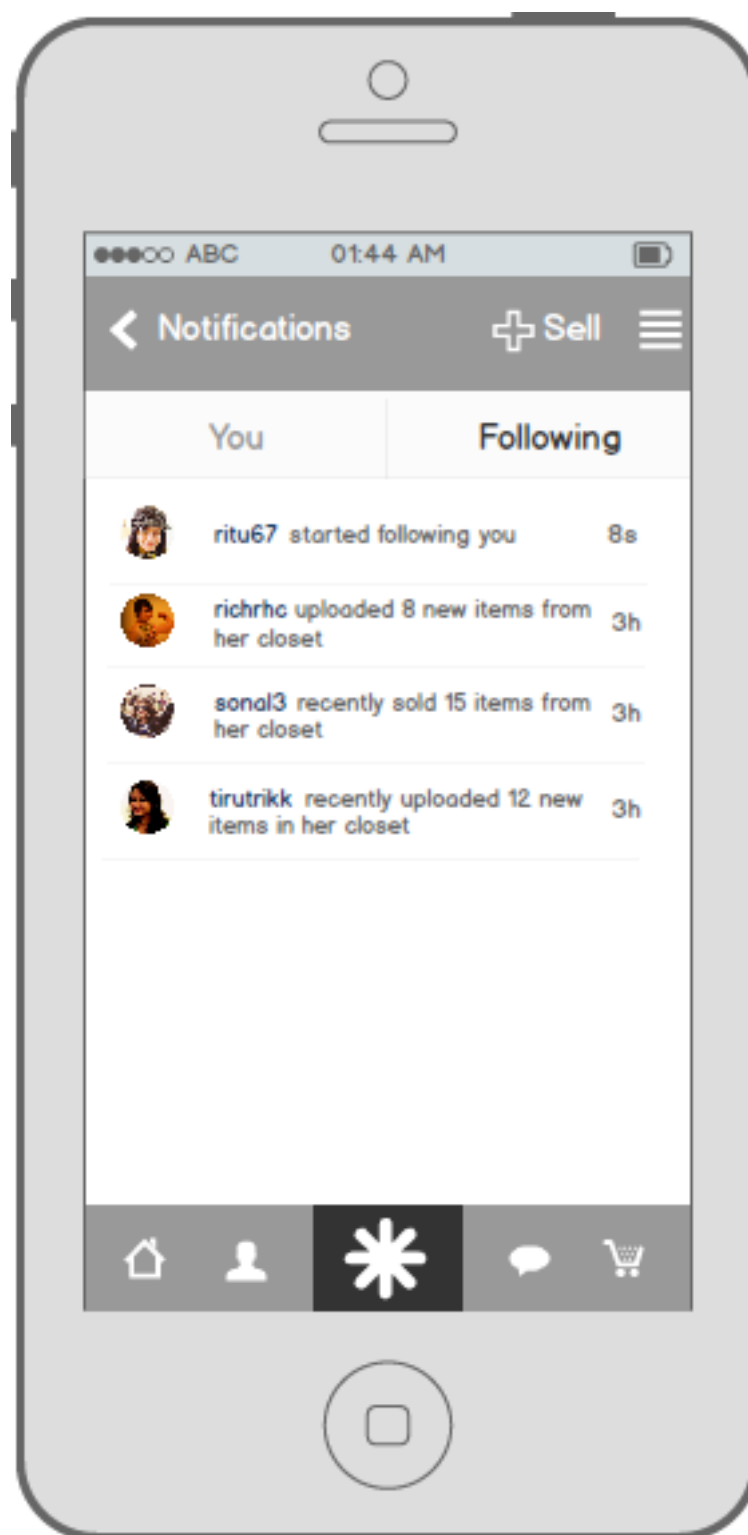 ABC 01:44 AM
Notifications Sell
You Following
ritu67 started following you 8s
richrhc uploaded 8 new items from 3h
her closet
sonal3 recently sold 15 items from 3h
her closet
tirutrikk recently uploaded 12 new 3h
items in her closet